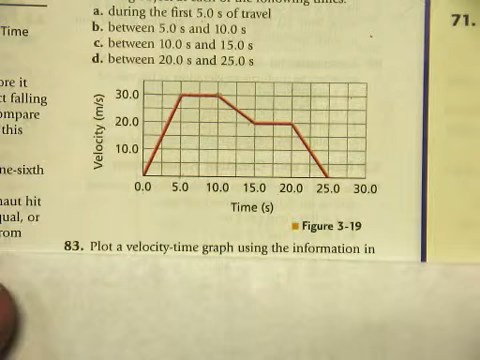 a. during the first 5.0 s of travel
b. between 5.0 s and 10.0 s
c. between 10.0 s and 15.0 s
d. between 20.0 s and 25.0 s
71.
Time
ore it
ct falling
ompare
this
ne-sixth
haut hit
qual, or
rom
Velocity (m/s)
30.0
20.0
10.0
0.0 5.0 10.0 15.0 20.0 25.0 30.0
Time (s)
Figure 3-19
83. Plot a velocity-time graph using the information in